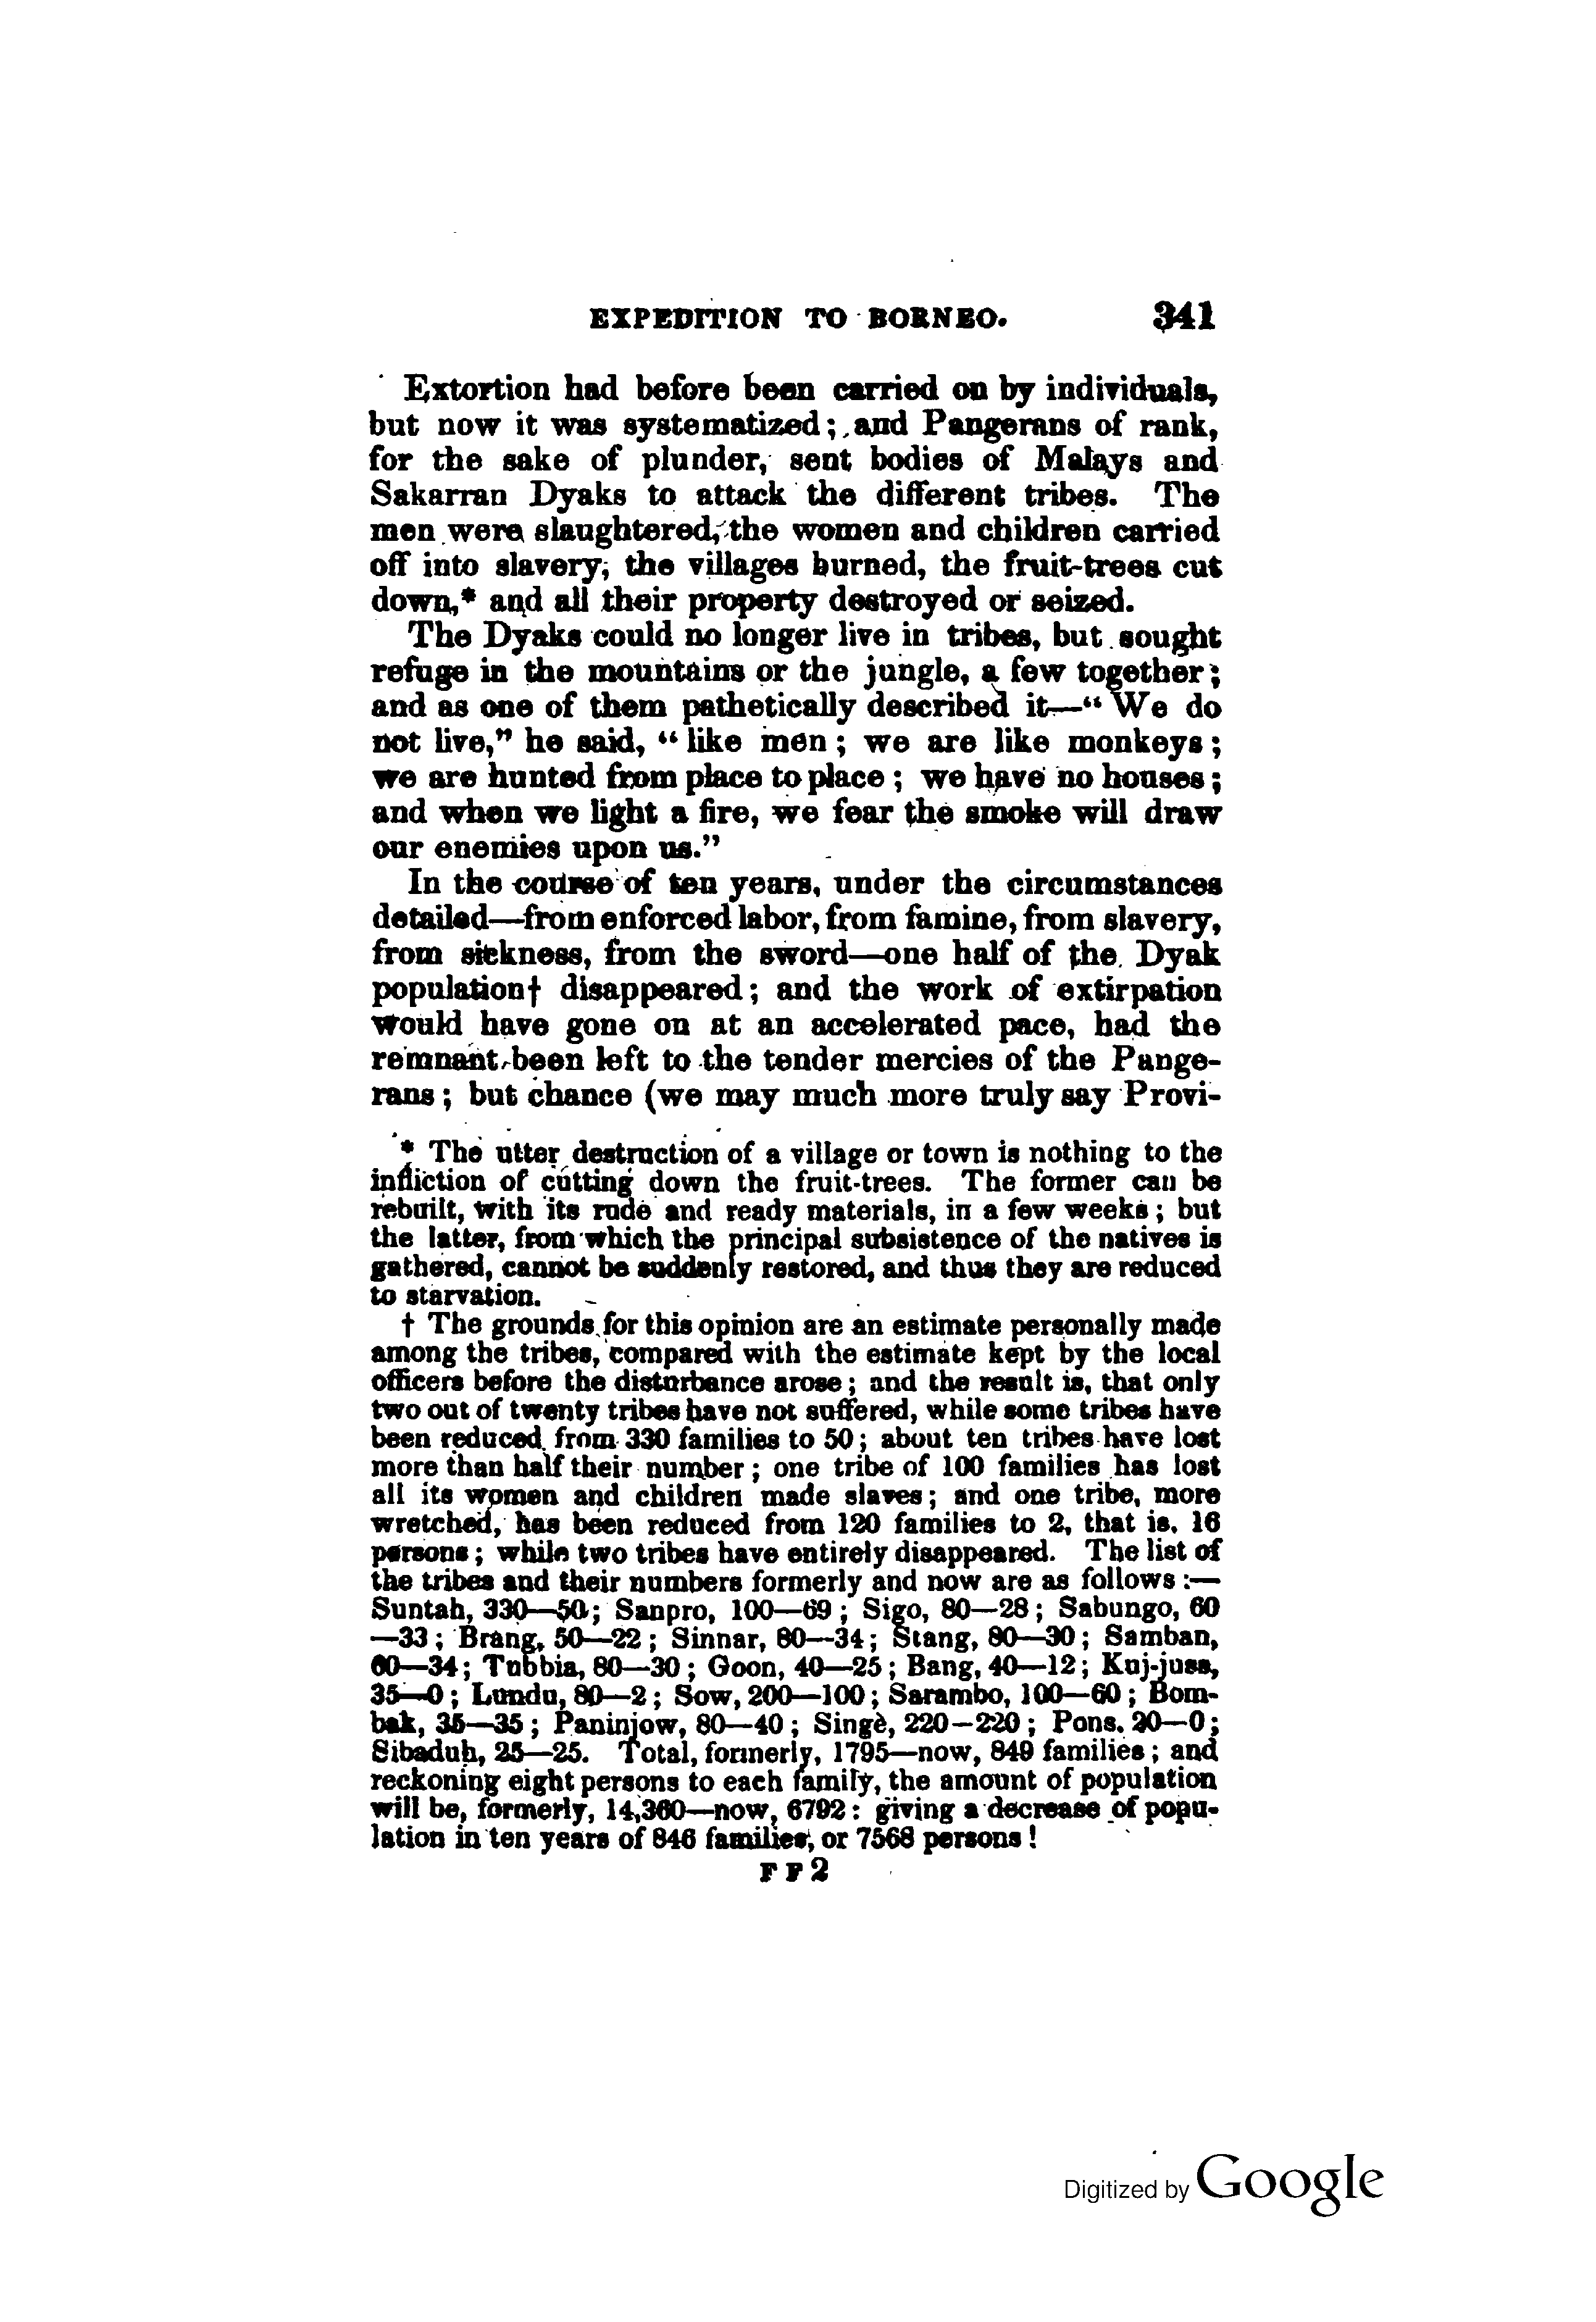 EXPEDITION TO BORNEO. 341
Extortion had before been carried on by individuals,
but now it was systematized; and Pangerans of rank,
for the sake of plunder, sent bodies of Malays and
Sakarran Dyaks to attack the different tribes. The
men were slaughtered, the women and children carried
off into slavery, the villages burned, the fruit-trees cut
down,* and all their property destroyed or seized.
The Dyaks could no longer live in tribes, but sought
refuge in the mountains or the jungle, a few together;
and as one of them pathetically described it—“We do
not live,” he said, “like men; we are like monkeys;
we are hunted from place to place; we have no houses;
and when we light a fire, we fear the smoke will draw
our enemies upon us.”
In the course of ten years, under the circumstances
detailed—from enforced labor, from famine, from slavery,
from sickness, from the sword—one half of the Dyak
population† disappeared; and the work of extirpation
would have gone on at an accelerated pace, had the
remnant been left to the tender mercies of the Pange-
rans; but chance (we may much more truly say Provi-
* The utter destruction of a village or town is nothing to the
infliction of cutting down the fruit-trees. The former can be
rebuilt, with its rude and ready materials, in a few weeks; but
the latter, from which the principal subsistence of the natives is
gathered, cannot be suddenly restored, and thus they are reduced
to starvation.
† The grounds for this opinion are an estimate personally made
among the tribes, compared with the estimate kept by the local
officers before the disturbance arose; and the result is, that only
two out of twenty tribes have not suffered, while some tribes have
been reduced from 330 families to 50; about ten tribes have lost
more than half their number; one tribe of 100 families has lost
all its women and children made slaves; and one tribe, more
wretched, has been reduced from 120 families to 2, that is, 16
persons; while two tribes have entirely disappeared. The list of
the tribes and their numbers formerly and now are as follows:—
Suntah, 330—50; Sanpro, 100—69; Sigo, 80—28; Sabungo, 60
—33; Brang, 50—22; Sinnar, 80—34; Stang, 80—30; Samban,
60—34; Tubbia, 80—30; Goon, 40—25; Bang, 40—12; Kuj-juss,
35—0; Lundu, 80—2; Sow, 200—100; Sarambo, 100—60; Bom-
bak, 35—35; Paninjow, 80—40; Singè, 220—220; Pons, 20—0;
Sibaduh, 25—25. Total, formerly, 1795—now, 849 families; and
reckoning eight persons to each family, the amount of population
will be, formerly, 14,360—now, 6792: giving a decrease of popu-
lation in ten years of 846 families, or 7568 persons!
F F 2
Digitized by Google